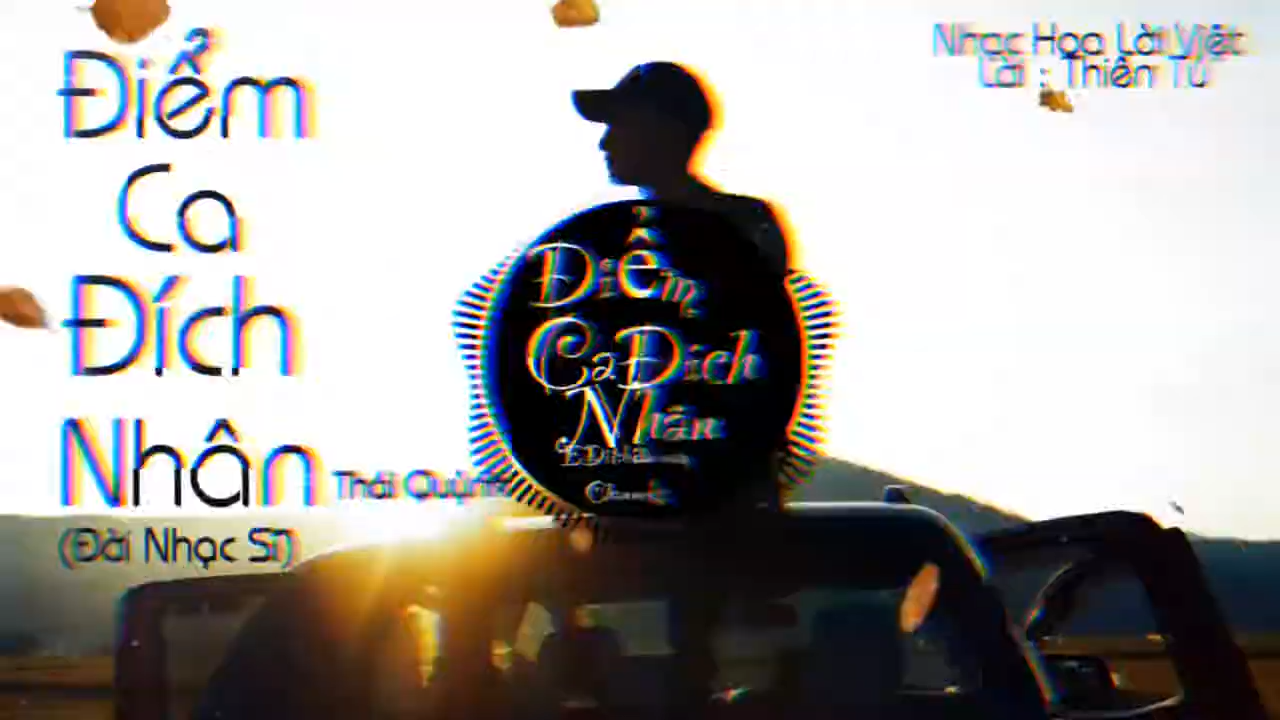 Điểm
Ca
Đích
Nhân
Thái Quỳnh
(Đài Nhạc Sĩ)
Nhạc Hoa Lời Việt
Lời : Thiên Tú
Điểm
Ca Đích
Nhân